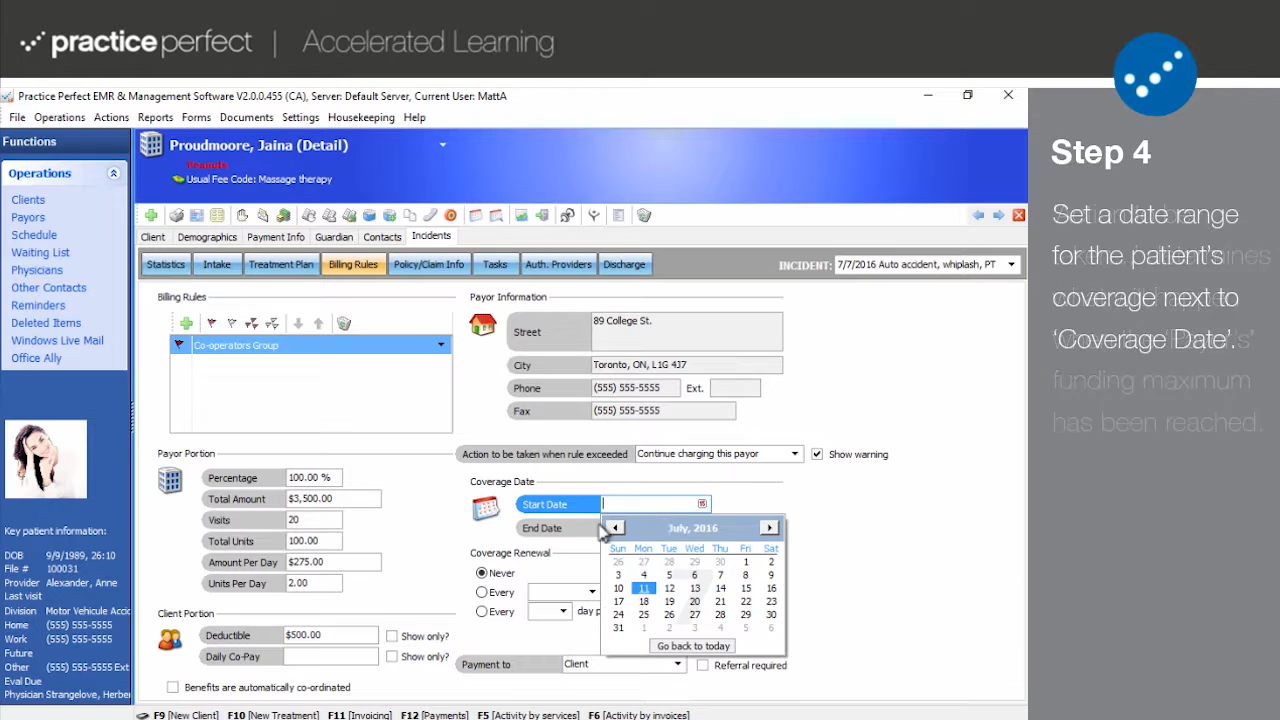 practiceperfect | Accelerated Learning
Practice Perfect EMR & Management Software V2.0.0.455 (CA), Server: Default Server, Current User: MattA
File Operations Actions Reports Forms Documents Settings Housekeeping Help
Functions
Operations
Clients
Payors
Schedule
Waiting List
Physicians
Other Contacts
Reminders
Deleted Items
Windows Live Mail
Office Ally
Key patient information:
DOB 9/9/1989, 26:10
File # 100031
Provider Alexander, Anne
Last visit
Division Motor Vehicule Accic
Home (555) 555-5555
Work (555) 555-5555
Future
Other (555) 555-5555 Ext
Eval Due
Physician Strangelove, Herber
Proudmoore, Jaina (Detail)
Usual Fee Code: Massage therapy
Client Demographics Payment Info Guardian Contacts Incidents
Statistics Intake Treatment Plan Billing Rules Policy/Claim Info Tasks Auth. Providers Discharge INCIDENT: 7/7/2016 Auto accident, whiplash, PT
Billing Rules
Co-operators Group
Payor Information
Street 89 College St.
City Toronto, ON, L1G 4J7
Phone (555) 555-5555 Ext.
Fax (555) 555-5555
Payor Portion
Percentage 100.00 %
Total Amount $3,500.00
Visits 20
Total Units 100.00
Amount Per Day $275.00
Units Per Day 2.00
Action to be taken when rule exceeded Continue charging this payor Show warning
Coverage Date
Start Date 15
End Date
July, 2016
Sun Mon Tue Wed Thu Fri Sat
26 27 28 29 30 1 2
3 4 5 6 7 8 9
10 11 12 13 14 15 16
17 18 19 20 21 22 23
24 25 26 27 28 29 30
31 1 2 3 4 5 6
Go back to today
Coverage Renewal
Never
Every
Every day p
Client Portion
Deductible $500.00 Show only?
Daily Co-Pay Show only?
Payment to Client Referral required
Benefits are automatically co-ordinated
F9 [New Client] F10 [New Treatment] F11 [Invoicing] F12 [Payments] F5 [Activity by services] F6 [Activity by invoices]
Step 4
Set a date range
for the patient's
coverage next to
'Coverage Date'.
funding maximum
has been reached.